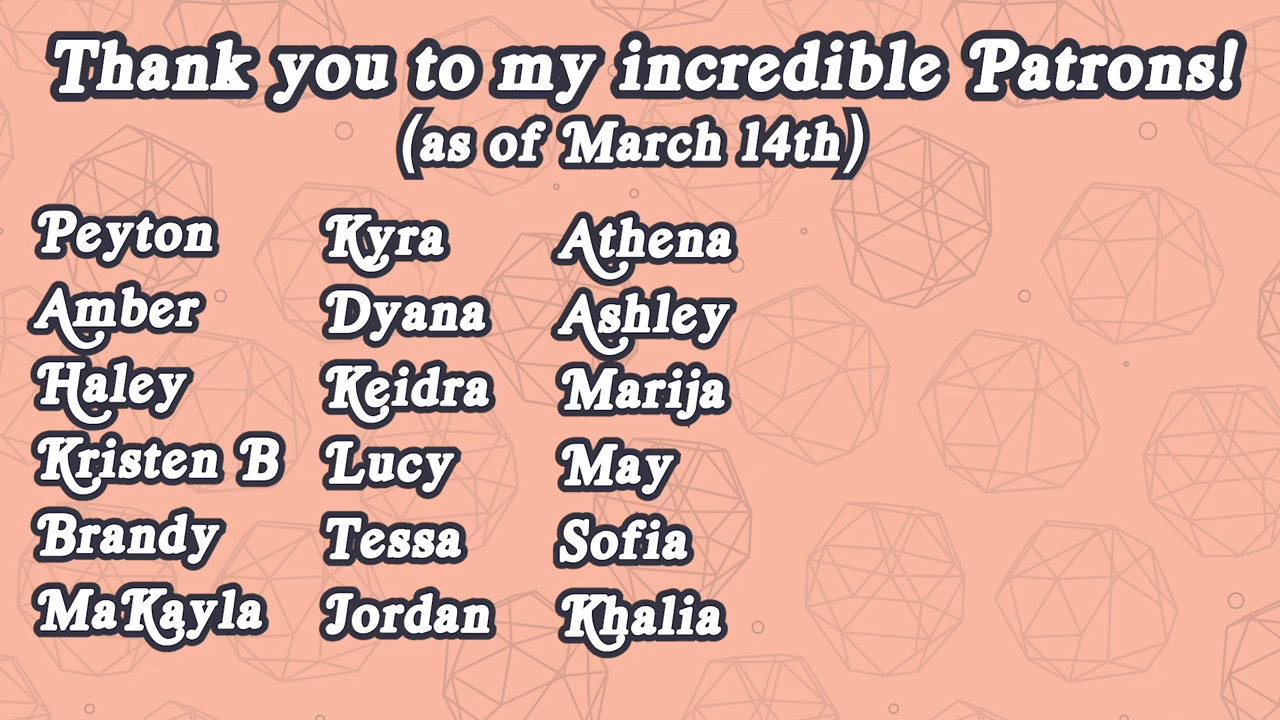 Thank you to my incredible Patrons!
(as of March 14th)
Peyton
Amber
Haley
Kristen B
Brandy
MaKayla
Kyra
Dyana
Keidra
Lucy
Tessa
Jordan
Athena
Ashley
Marija
May
Sofia
Khalia